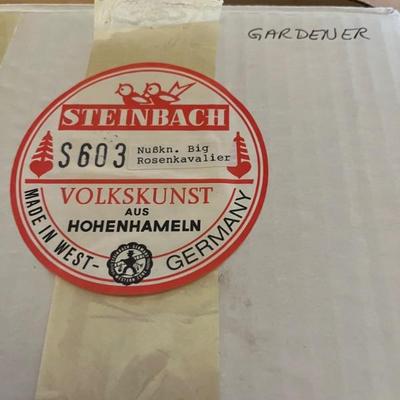 GARDENER
STEINBACH
S603
Nußkn. Big
Rosenkavalier
VOLKSKUNST
AUS
HOHENHAMELN
MADE IN WEST-GERMANY